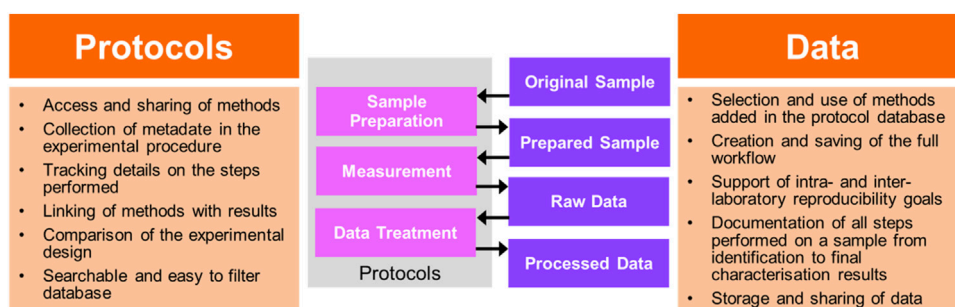 Protocols
• Access and sharing of methods
• Collection of metadate in the
experimental procedure
• Tracking details on the steps
performed
• Linking of methods with results
• Comparison of the experimental
design
• Searchable and easy to filter
database
Original Sample
Sample
Preparation
Prepared Sample
Measurement
Raw Data
Data Treatment
Processed Data
Protocols
Data
• Selection and use of methods
added in the protocol database
• Creation and saving of the full
workflow
• Support of intra- and inter-
laboratory reproducibility goals
• Documentation of all steps
performed on a sample from
identification to final
characterisation results
• Storage and sharing of data